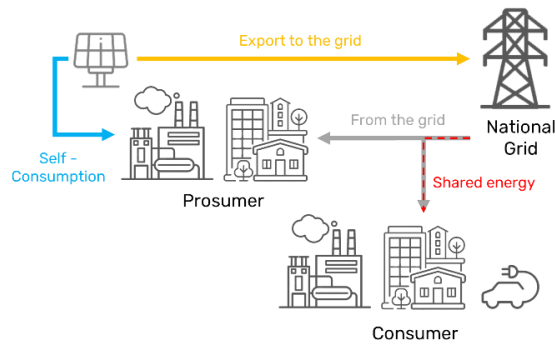 Export to the grid
From the grid
National
Grid
Self -
Consumption
Shared energy
Prosumer
Consumer